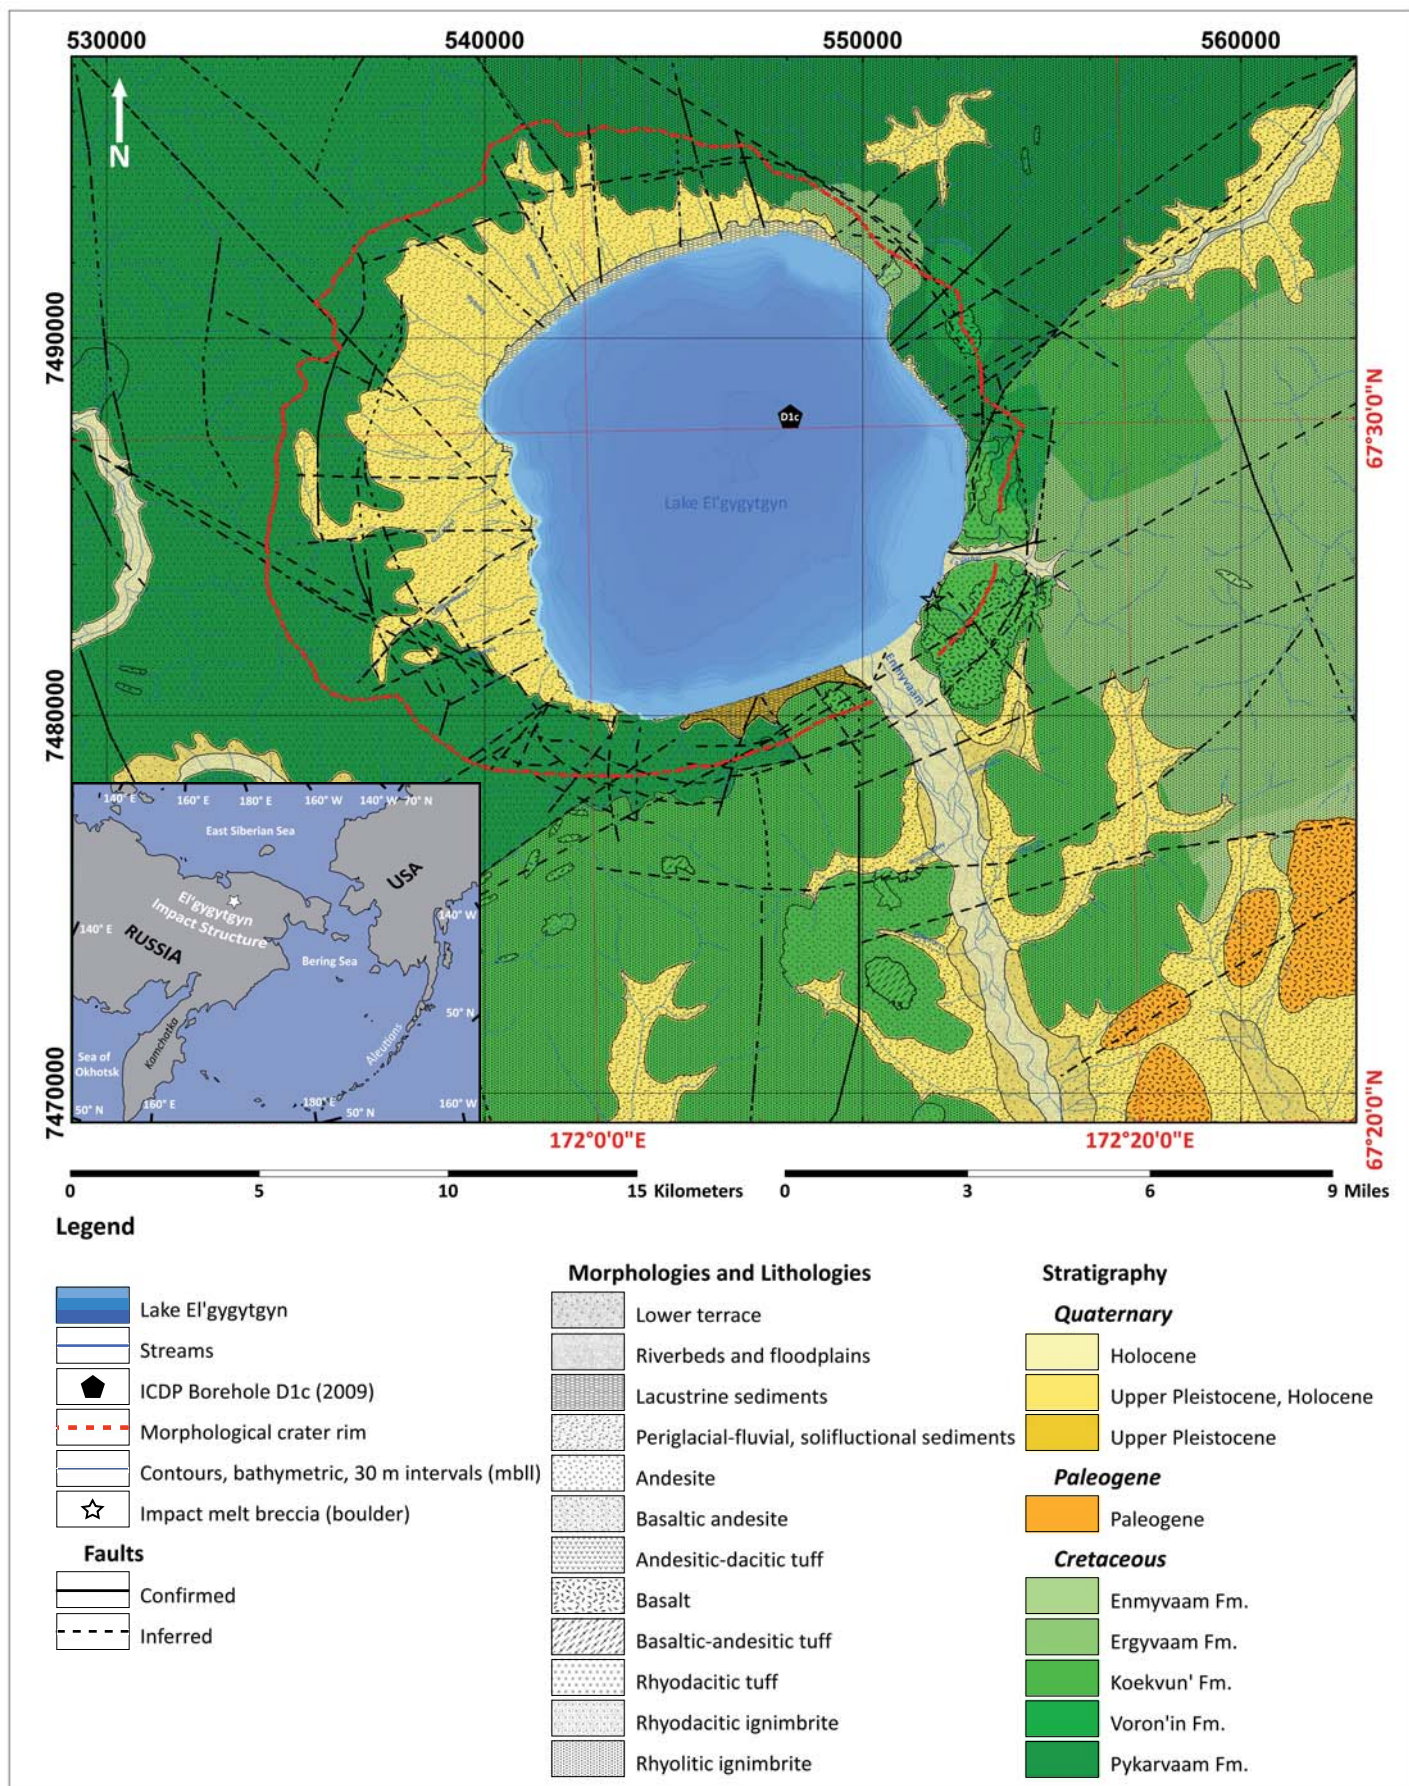 530000 540000 550000 560000
N
7490000
7480000
7470000
67°30'0"N
67°20'0"N
D1c
Lake El'gygytgyn
Enmyvaam
140° E 160° E 180° E 160° W 140° W 70° N
East Siberian Sea
USA
El'gygytgyn
Impact Structure
140° W
140° E
RUSSIA
Bering Sea
50° N
Kamchatka
Aleutians
Sea of
Okhotsk
50° N 160° E 180° E 50° N 160° W
172°0'0"E 172°20'0"E
0 5 10 15 Kilometers 0 3 6 9 Miles
Legend
Lake El'gygytgyn
Streams
ICDP Borehole D1c (2009)
Morphological crater rim
Contours, bathymetric, 30 m intervals (mbll)
Impact melt breccia (boulder)
Faults
Confirmed
Inferred
Morphologies and Lithologies
Lower terrace
Riverbeds and floodplains
Lacustrine sediments
Periglacial-fluvial, solifluctional sediments
Andesite
Basaltic andesite
Andesitic-dacitic tuff
Basalt
Basaltic-andesitic tuff
Rhyodacitic tuff
Rhyodacitic ignimbrite
Rhyolitic ignimbrite
Stratigraphy
Quaternary
Holocene
Upper Pleistocene, Holocene
Upper Pleistocene
Paleogene
Paleogene
Cretaceous
Enmyvaam Fm.
Ergyvaam Fm.
Koekvun' Fm.
Voron'in Fm.
Pykarvaam Fm.